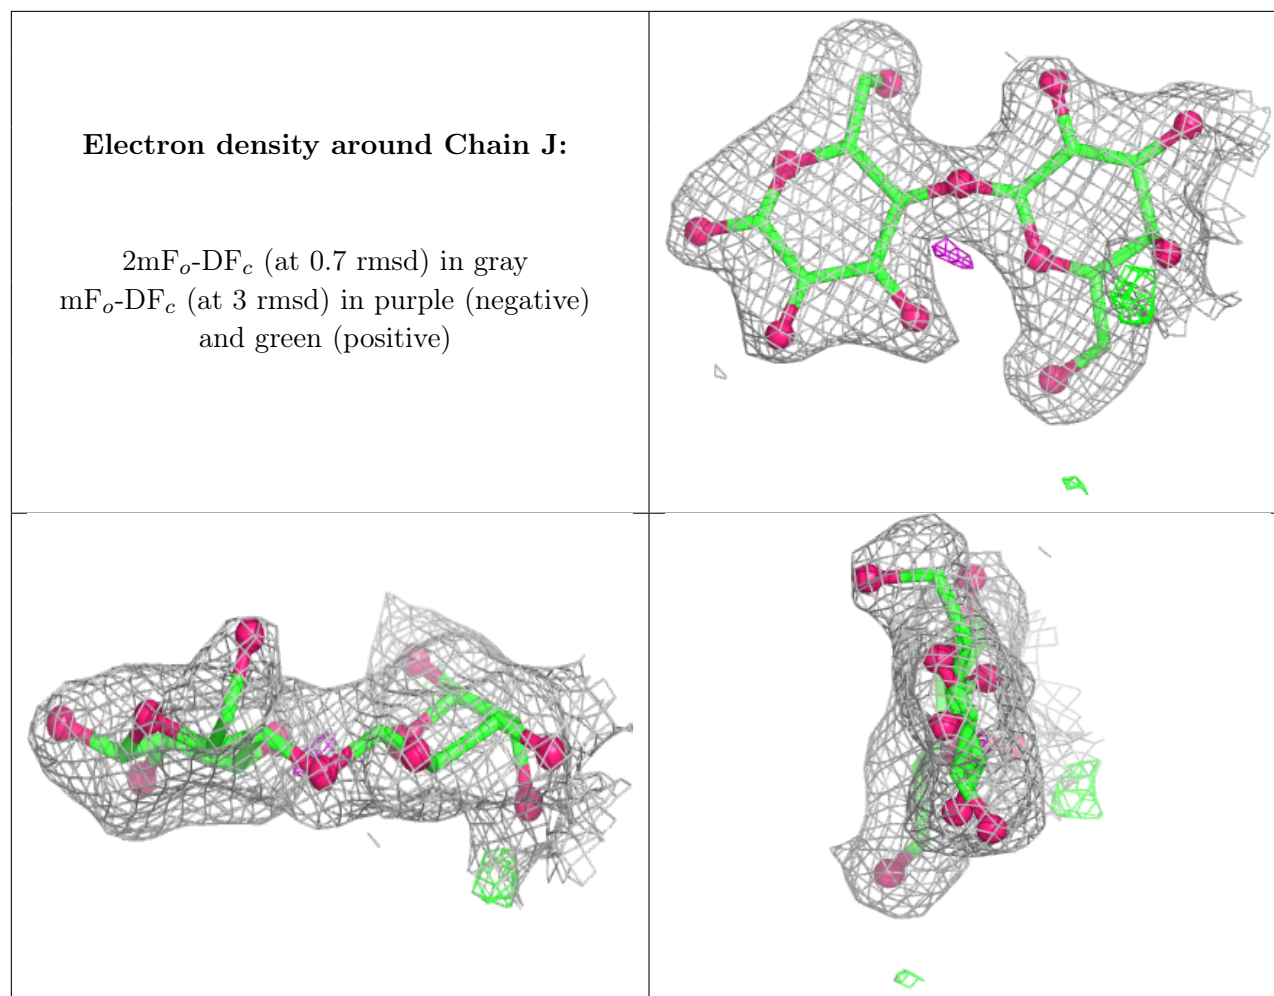 Electron density around Chain J:
2mFo-DFc (at 0.7 rmsd) in gray
mFo-DFc (at 3 rmsd) in purple (negative)
and green (positive)